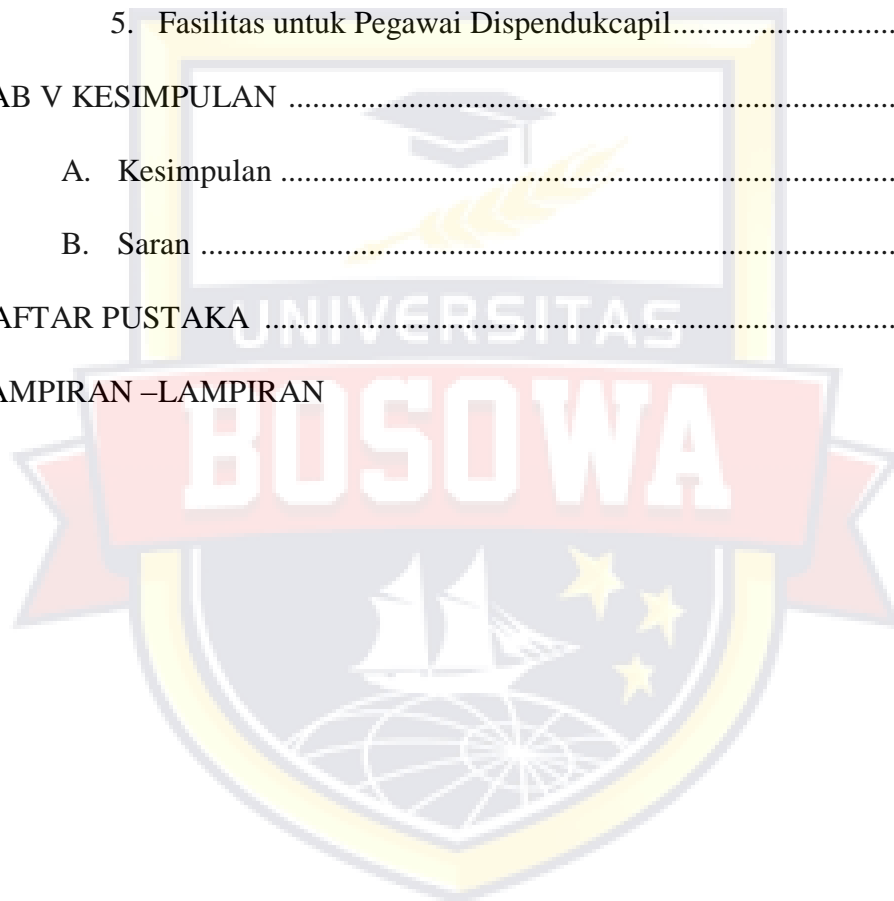 5. Fasilitas untuk Pegawai Dispendukcapil..............................
AB V KESIMPULAN ..............................................................................
A. Kesimpulan ..............................................................................
B. Saran ........................................................................................
AFTAR PUSTAKA ................................................................................
AMPIRAN –LAMPIRAN
UNIVERSITAS
BOSOWA